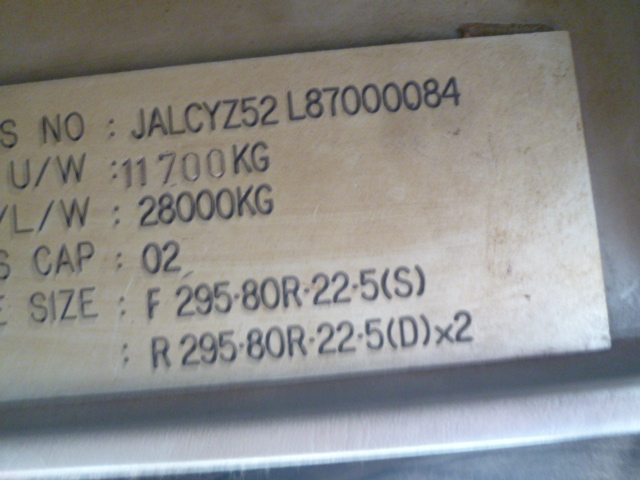 S NO : JALCYZ52 L87000084
U/W : 11700KG
/L/W : 28000KG
S CAP : 02
E SIZE : F 295·80R·22·5(S)
: R 295·80R·22·5(D)x2